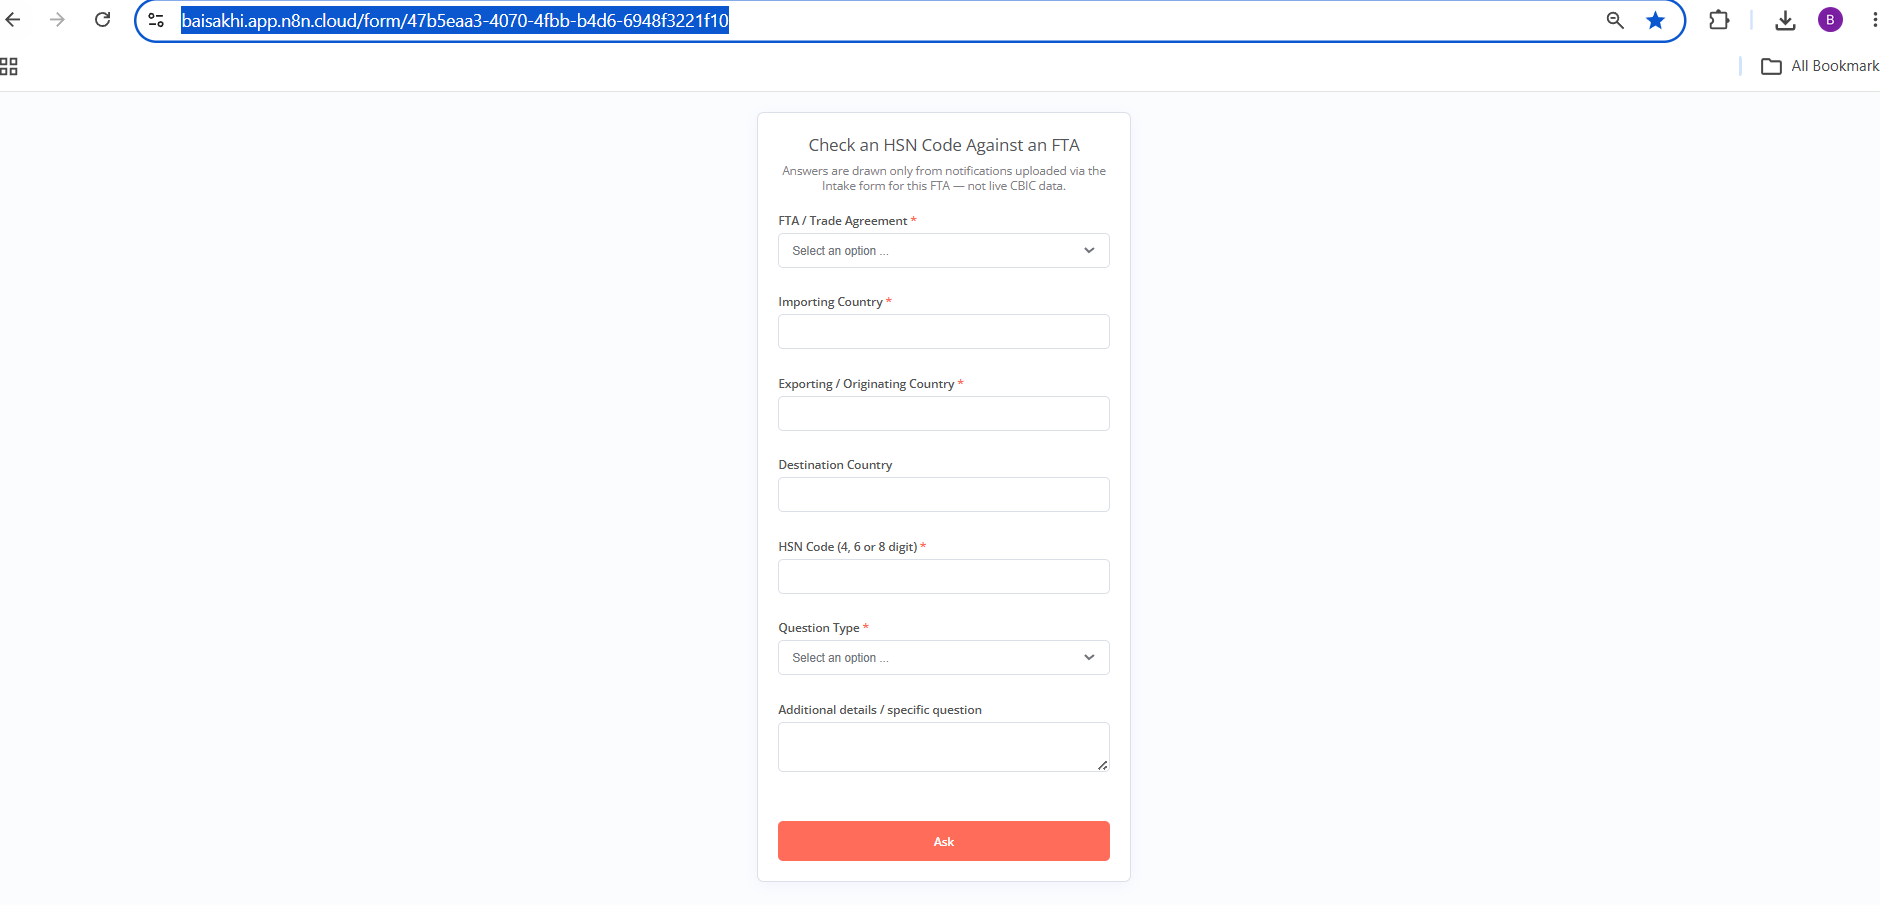 baisakhi.app.n8n.cloud/form/47b5eaa3-4070-4fbb-b4d6-6948f3221f10
B
All Bookmark
Check an HSN Code Against an FTA
Answers are drawn only from notifications uploaded via the
Intake form for this FTA — not live CBIC data.
FTA / Trade Agreement *
Select an option ...
Importing Country *
Exporting / Originating Country *
Destination Country
HSN Code (4, 6 or 8 digit) *
Question Type *
Select an option ...
Additional details / specific question
Ask